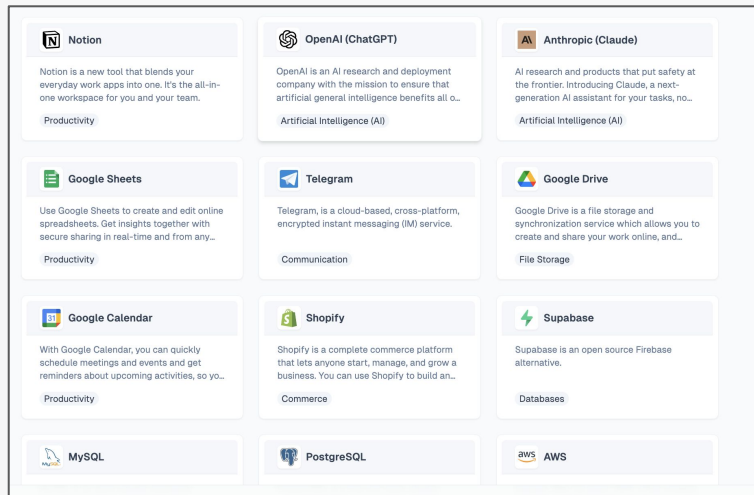 Notion
Notion is a new tool that blends your
everyday work apps into one. It's the all-in-
one workspace for you and your team.
Productivity
OpenAI (ChatGPT)
OpenAI is an AI research and deployment
company with the mission to ensure that
artificial general intelligence benefits all o...
Artificial Intelligence (AI)
A\
Anthropic (Claude)
AI research and products that put safety at
the frontier. Introducing Claude, a next-
generation AI assistant for your tasks, no...
Artificial Intelligence (AI)
Google Sheets
Use Google Sheets to create and edit online
spreadsheets. Get insights together with
secure sharing in real-time and from any...
Productivity
Telegram
Telegram, is a cloud-based, cross-platform,
encrypted instant messaging (IM) service.
Communication
Google Drive
Google Drive is a file storage and
synchronization service which allows you to
create and share your work online, and...
File Storage
31
Google Calendar
With Google Calendar, you can quickly
schedule meetings and events and get
reminders about upcoming activities, so yo...
Productivity
Shopify
Shopify is a complete commerce platform
that lets anyone start, manage, and grow a
business. You can use Shopify to build an...
Commerce
Supabase
Supabase is an open source Firebase
alternative.
Databases
MySQL
MySQL
PostgreSQL
aws
AWS